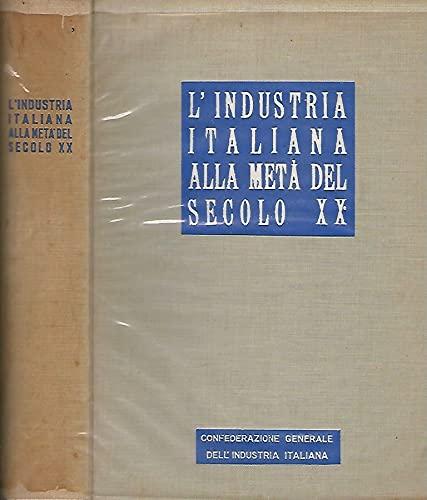 L'INDUSTRIA
ITALIANA
ALLA METÀ DEL
SECOLO XX
L'INDUSTRIA
ITALIANA
ALLA METÀ DEL
SECOLO XX
CONFEDERAZIONE GENERALE
DELL'INDUSTRIA ITALIANA